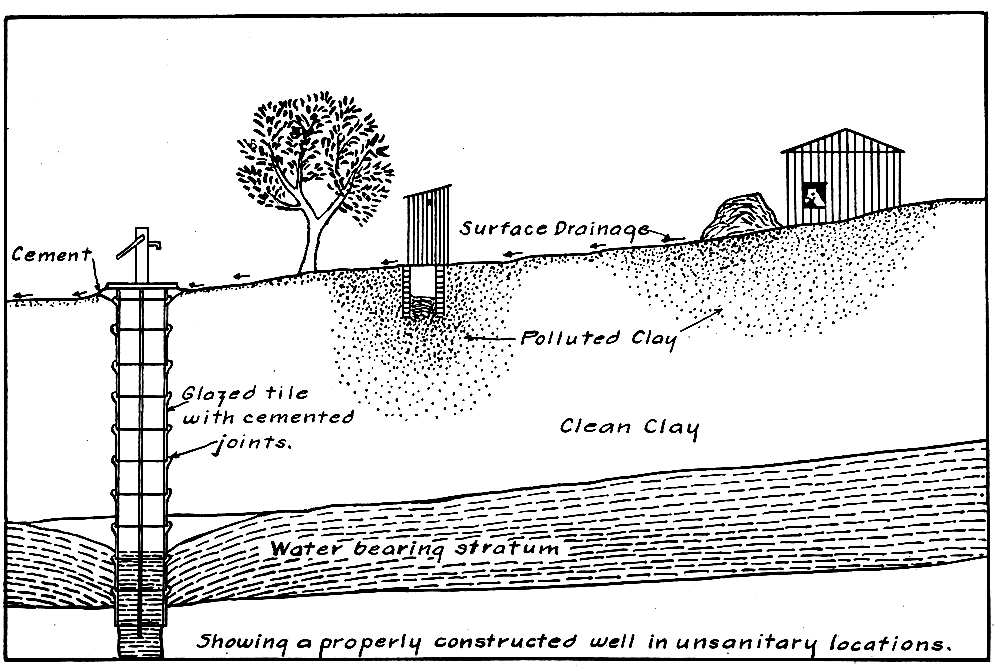 Surface Drainage
Cement
Polluted Clay
Glazed tile
with cemented
joints.
Clean Clay
Water bearing stratum
Showing a properly constructed well in unsanitary locations.